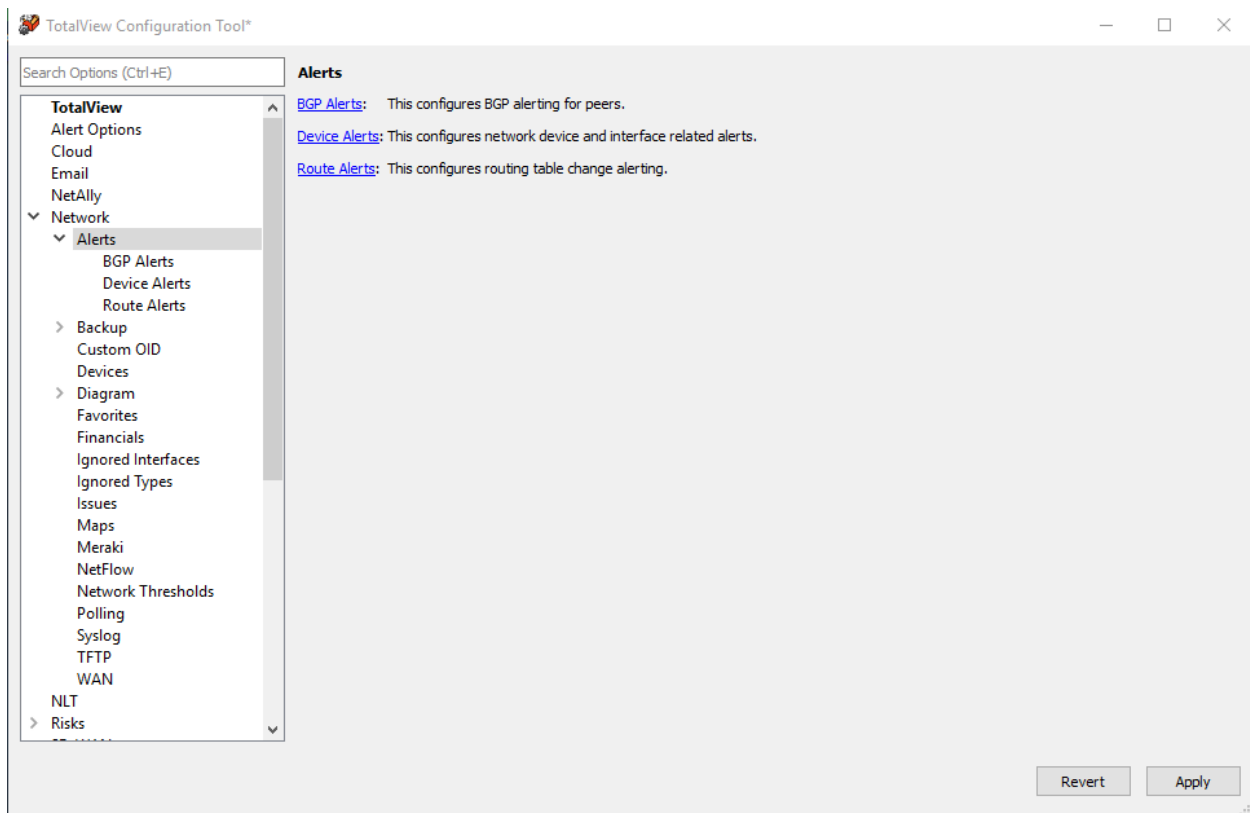 TotalView Configuration Tool*
Search Options (Ctrl+E)
TotalView
Alert Options
Cloud
Email
NetAlly
Network
Alerts
BGP Alerts
Device Alerts
Route Alerts
Backup
Custom OID
Devices
Diagram
Favorites
Financials
Ignored Interfaces
Ignored Types
Issues
Maps
Meraki
NetFlow
Network Thresholds
Polling
Syslog
TFTP
WAN
NLT
Risks
Alerts
BGP Alerts: This configures BGP alerting for peers.
Device Alerts: This configures network device and interface related alerts.
Route Alerts: This configures routing table change alerting.
Revert Apply